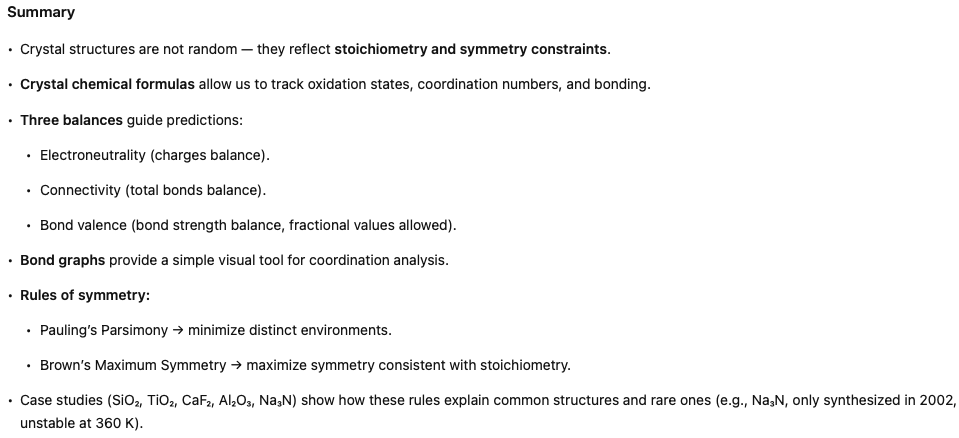 Summary
• Crystal structures are not random — they reflect stoichiometry and symmetry constraints.
• Crystal chemical formulas allow us to track oxidation states, coordination numbers, and bonding.
• Three balances guide predictions:
• Electroneutrality (charges balance).
• Connectivity (total bonds balance).
• Bond valence (bond strength balance, fractional values allowed).
• Bond graphs provide a simple visual tool for coordination analysis.
• Rules of symmetry:
• Pauling's Parsimony → minimize distinct environments.
• Brown's Maximum Symmetry → maximize symmetry consistent with stoichiometry.
• Case studies (SiO₂, TiO₂, CaF₂, Al₂O₃, Na₃N) show how these rules explain common structures and rare ones (e.g., Na₃N, only synthesized in 2002,
unstable at 360 K).